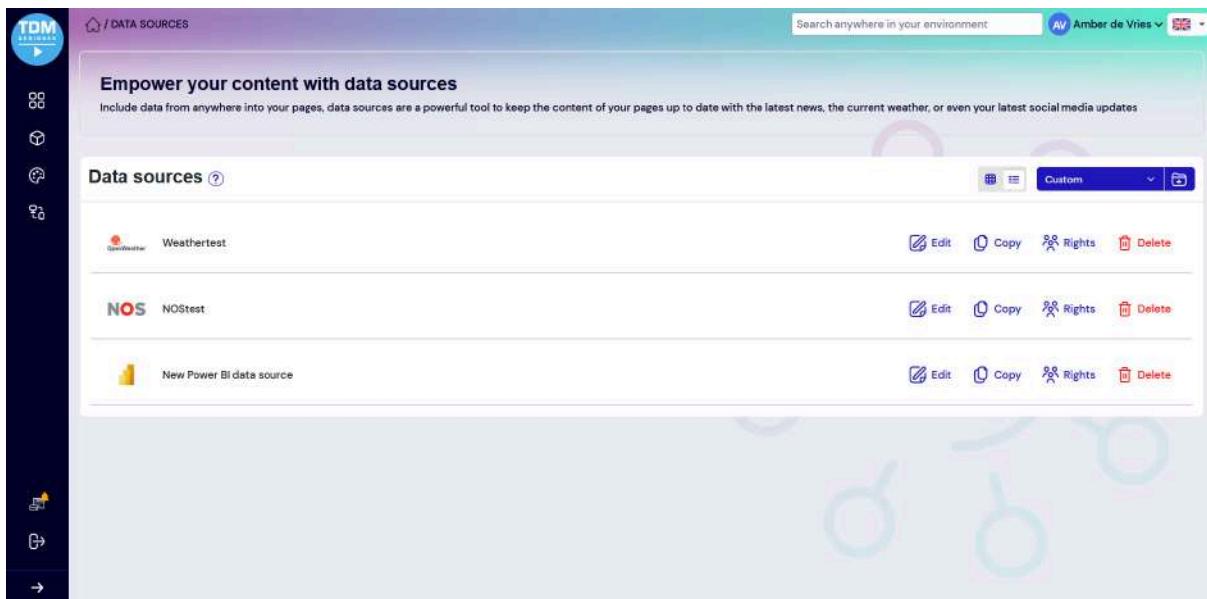 TDM
DESIGNER
/ DATA SOURCES
Search anywhere in your environment
AV Amber de Vries
Empower your content with data sources
Include data from anywhere into your pages, data sources are a powerful tool to keep the content of your pages up to date with the latest news, the current weather, or even your latest social media updates
Data sources ?
Custom
OpenWeather Weathertest Edit Copy Rights Delete
NOS NOStest Edit Copy Rights Delete
New Power BI data source Edit Copy Rights Delete